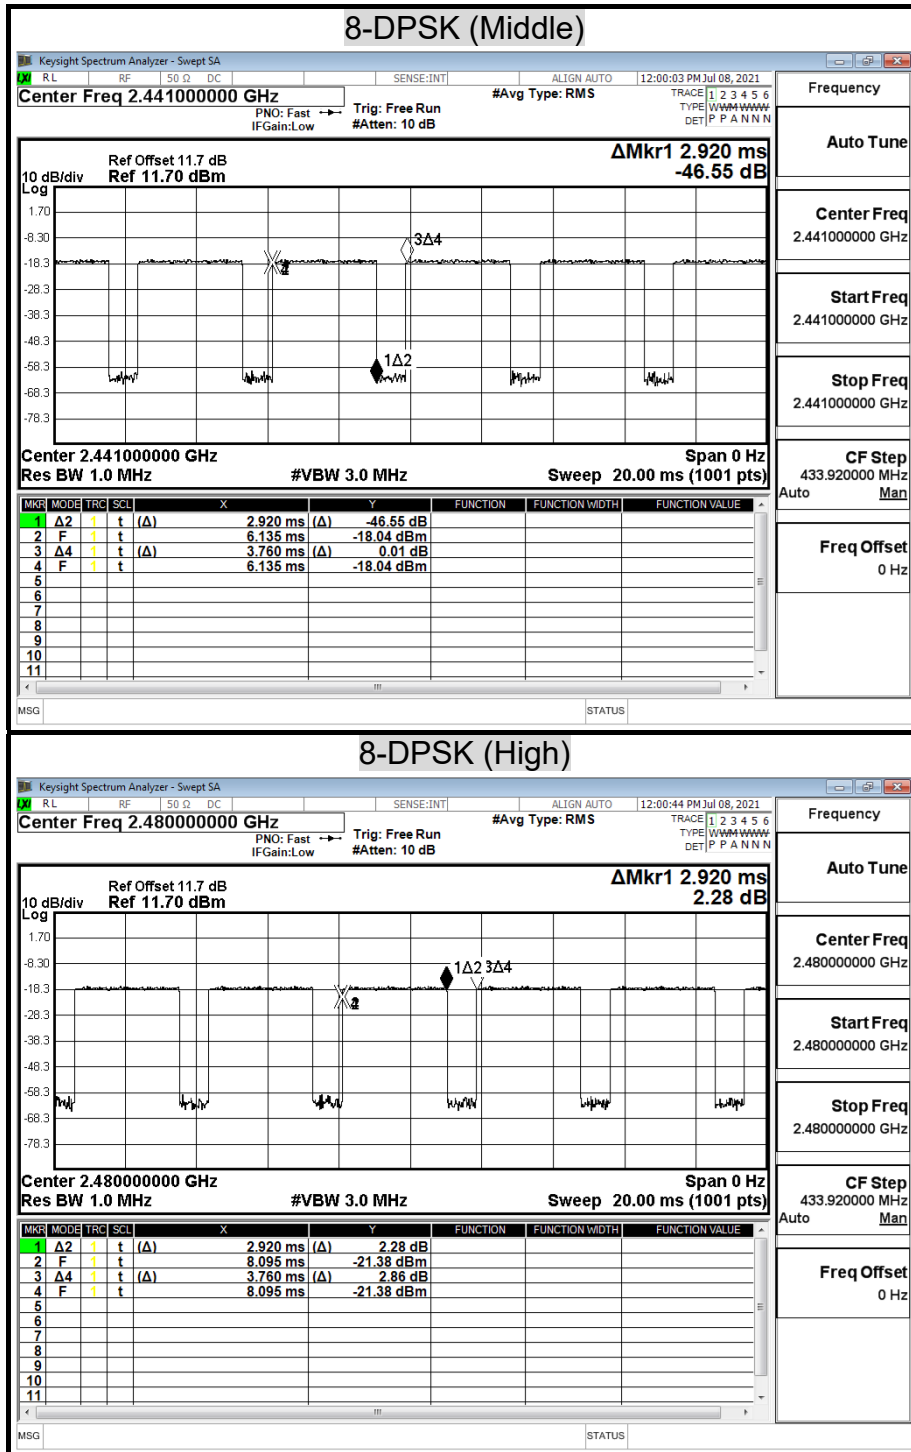 8-DPSK (Middle)
Keysight Spectrum Analyzer - Swept SA
LXI RL RF 50 Ω DC SENSE:INT ALIGN AUTO 12:00:03 PM Jul 08, 2021
Center Freq 2.441000000 GHz
#Avg Type: RMS
TRACE 1 2 3 4 5 6
TYPE WWWWWW
DET P P A N N N
PNO: Fast
IFGain:Low
Trig: Free Run
#Atten: 10 dB
ΔMkr1 2.920 ms
-46.55 dB
Ref Offset 11.7 dB
10 dB/div Ref 11.70 dBm
Log
1.70
-8.30
-18.3
-28.3
-38.3
-48.3
-58.3
-68.3
-78.3
3Δ4
1Δ2
Center 2.441000000 GHz Span 0 Hz
Res BW 1.0 MHz #VBW 3.0 MHz Sweep 20.00 ms (1001 pts)
MKR MODE TRC SCL X Y FUNCTION FUNCTION WIDTH FUNCTION VALUE
1 Δ2 1 t (Δ) 2.920 ms (Δ) -46.55 dB
2 F 1 t 6.135 ms -18.04 dBm
3 Δ4 1 t (Δ) 3.760 ms (Δ) 0.01 dB
4 F 1 t 6.135 ms -18.04 dBm
5
6
7
8
9
10
11
MSG STATUS
Frequency
Auto Tune
Center Freq
2.441000000 GHz
Start Freq
2.441000000 GHz
Stop Freq
2.441000000 GHz
CF Step
433.920000 MHz
Auto Man
Freq Offset
0 Hz
8-DPSK (High)
Keysight Spectrum Analyzer - Swept SA
LXI RL RF 50 Ω DC SENSE:INT ALIGN AUTO 12:00:44 PM Jul 08, 2021
Center Freq 2.480000000 GHz
#Avg Type: RMS
TRACE 1 2 3 4 5 6
TYPE WWWWWW
DET P P A N N N
PNO: Fast
IFGain:Low
Trig: Free Run
#Atten: 10 dB
ΔMkr1 2.920 ms
2.28 dB
Ref Offset 11.7 dB
10 dB/div Ref 11.70 dBm
Log
1.70
-8.30
-18.3
-28.3
-38.3
-48.3
-58.3
-68.3
-78.3
1Δ2 3Δ4
Center 2.480000000 GHz Span 0 Hz
Res BW 1.0 MHz #VBW 3.0 MHz Sweep 20.00 ms (1001 pts)
MKR MODE TRC SCL X Y FUNCTION FUNCTION WIDTH FUNCTION VALUE
1 Δ2 1 t (Δ) 2.920 ms (Δ) 2.28 dB
2 F 1 t 8.095 ms -21.38 dBm
3 Δ4 1 t (Δ) 3.760 ms (Δ) 2.86 dB
4 F 1 t 8.095 ms -21.38 dBm
5
6
7
8
9
10
11
MSG STATUS
Frequency
Auto Tune
Center Freq
2.480000000 GHz
Start Freq
2.480000000 GHz
Stop Freq
2.480000000 GHz
CF Step
433.920000 MHz
Auto Man
Freq Offset
0 Hz